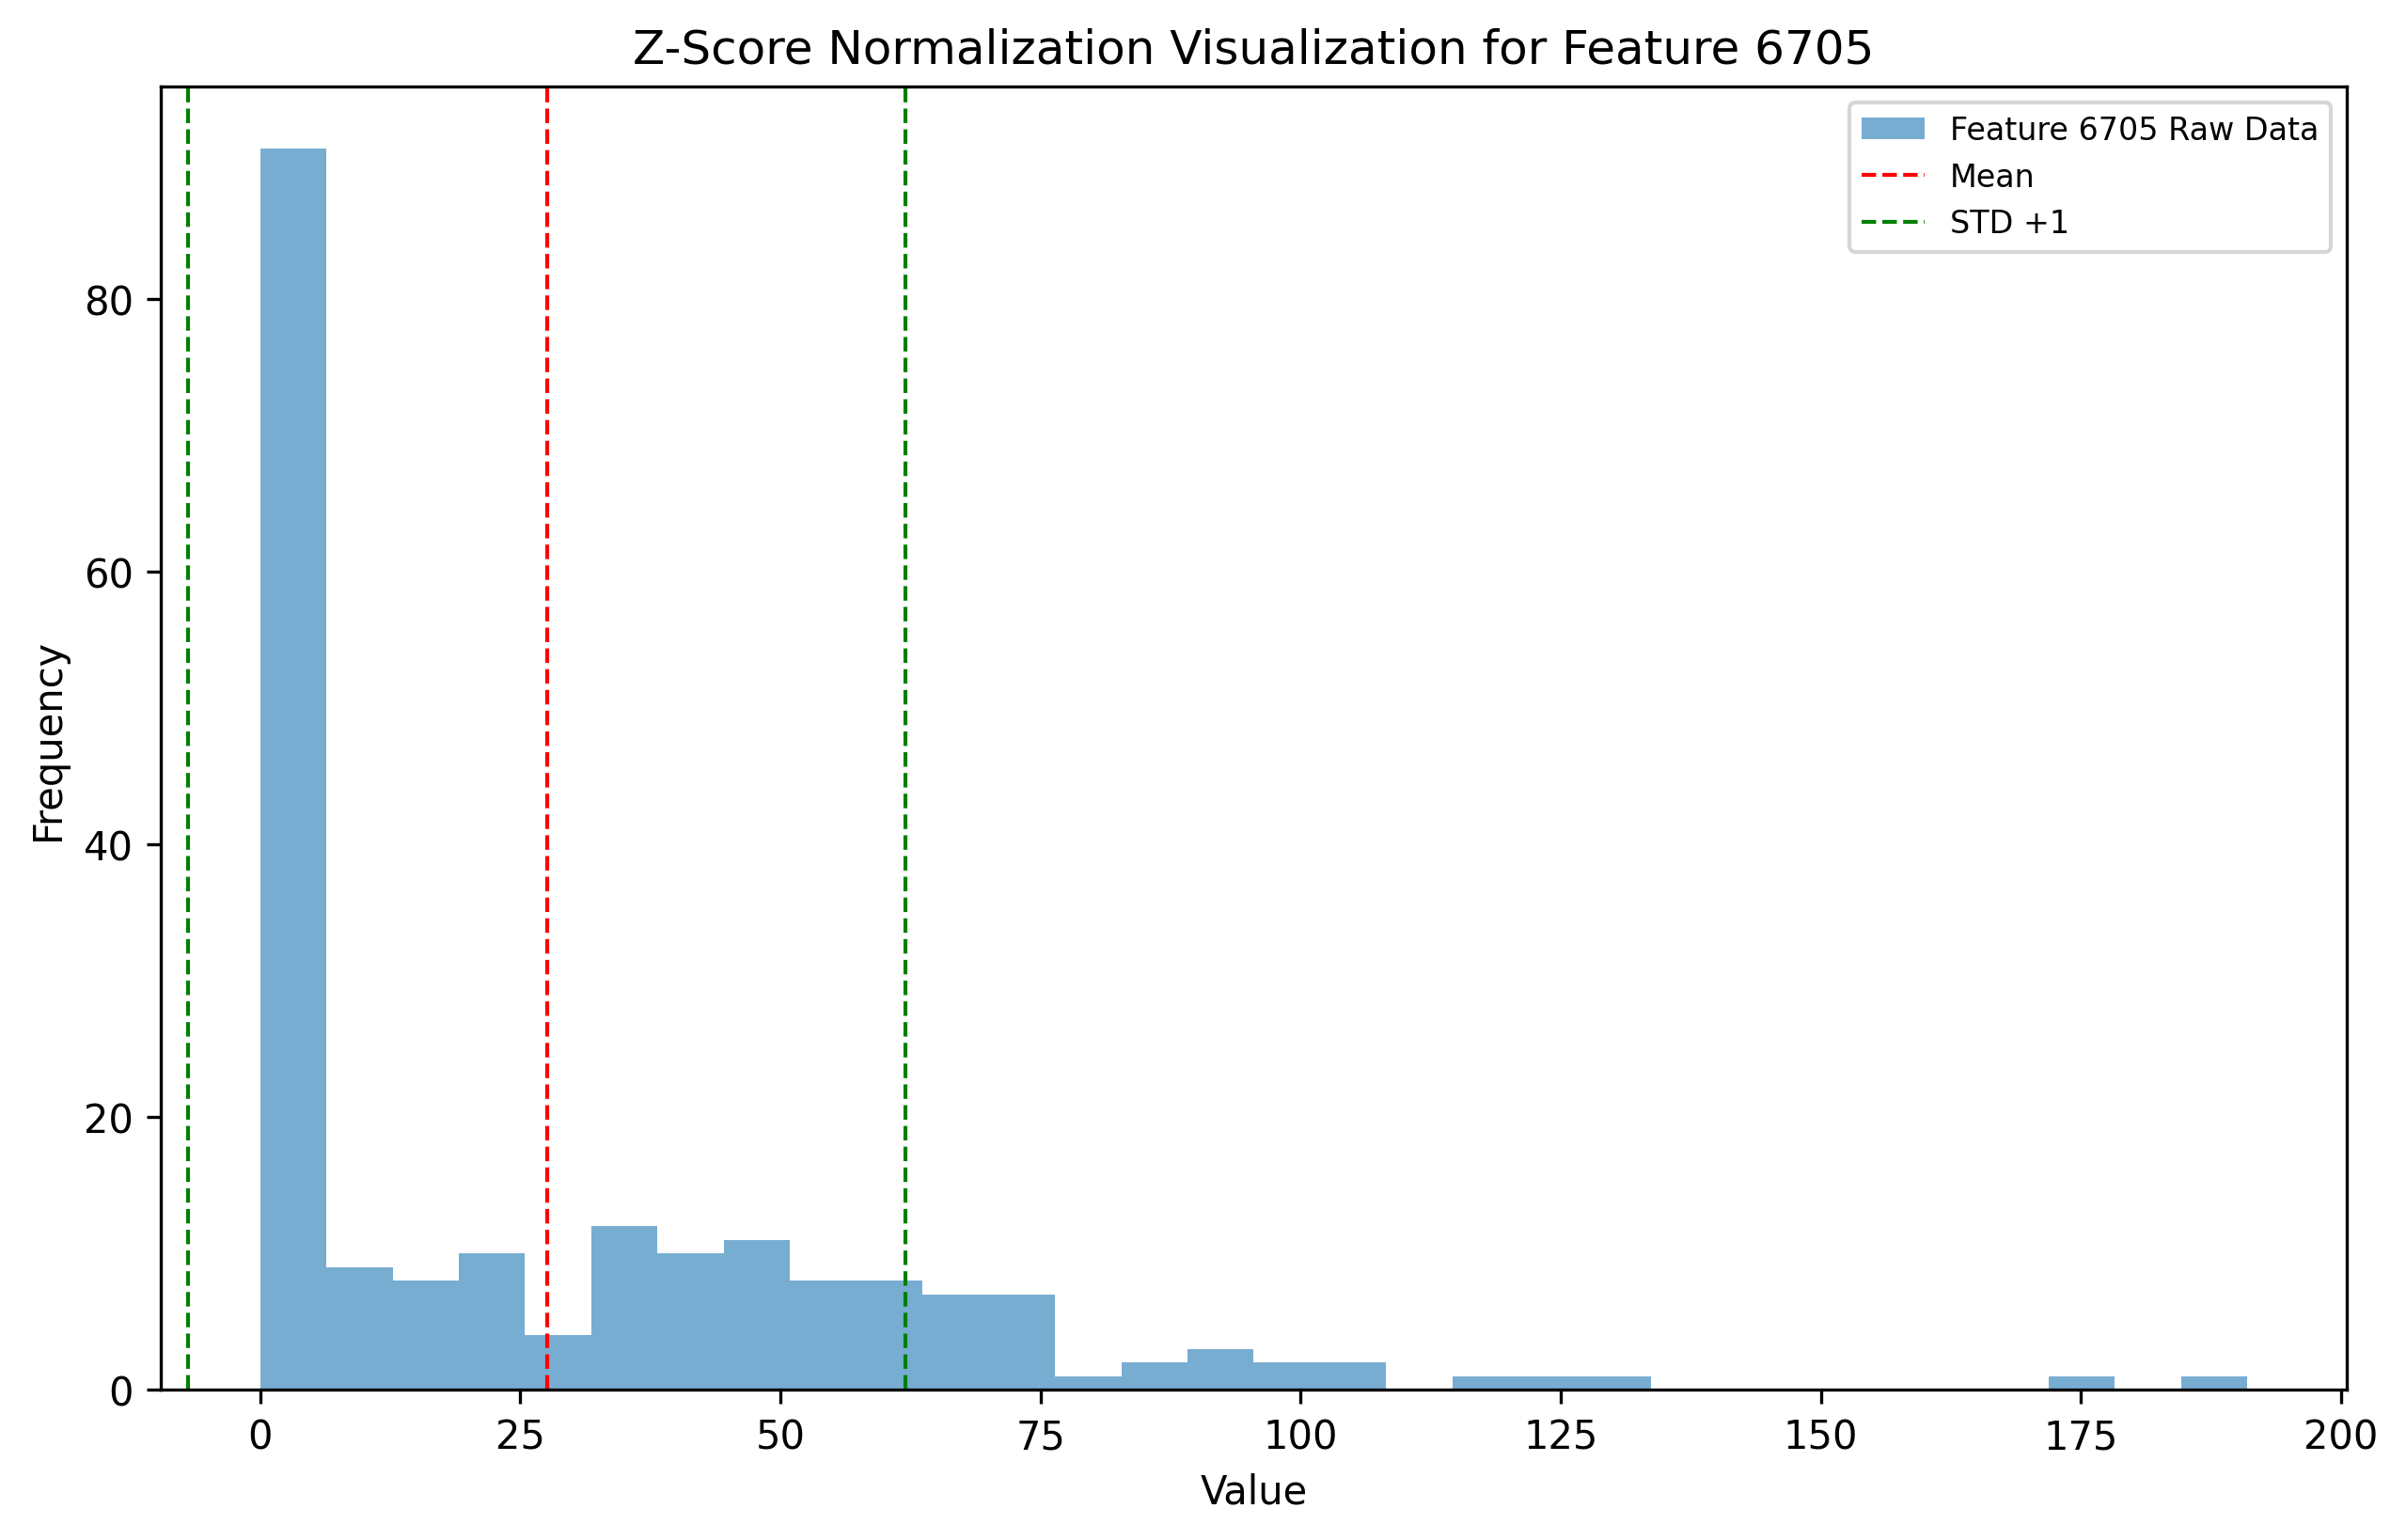 Z-Score Normalization Visualization for Feature 6705
Feature 6705 Raw Data
Mean
STD +1
Frequency
80
60
40
20
0
0 25 50 75 100 125 150 175 200
Value